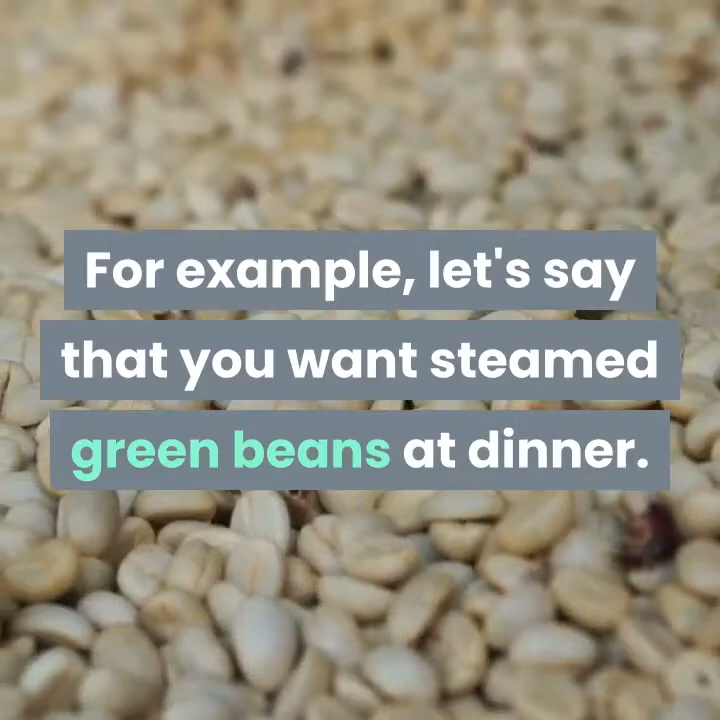 For example, let's say
that you want steamed
green beans at dinner.